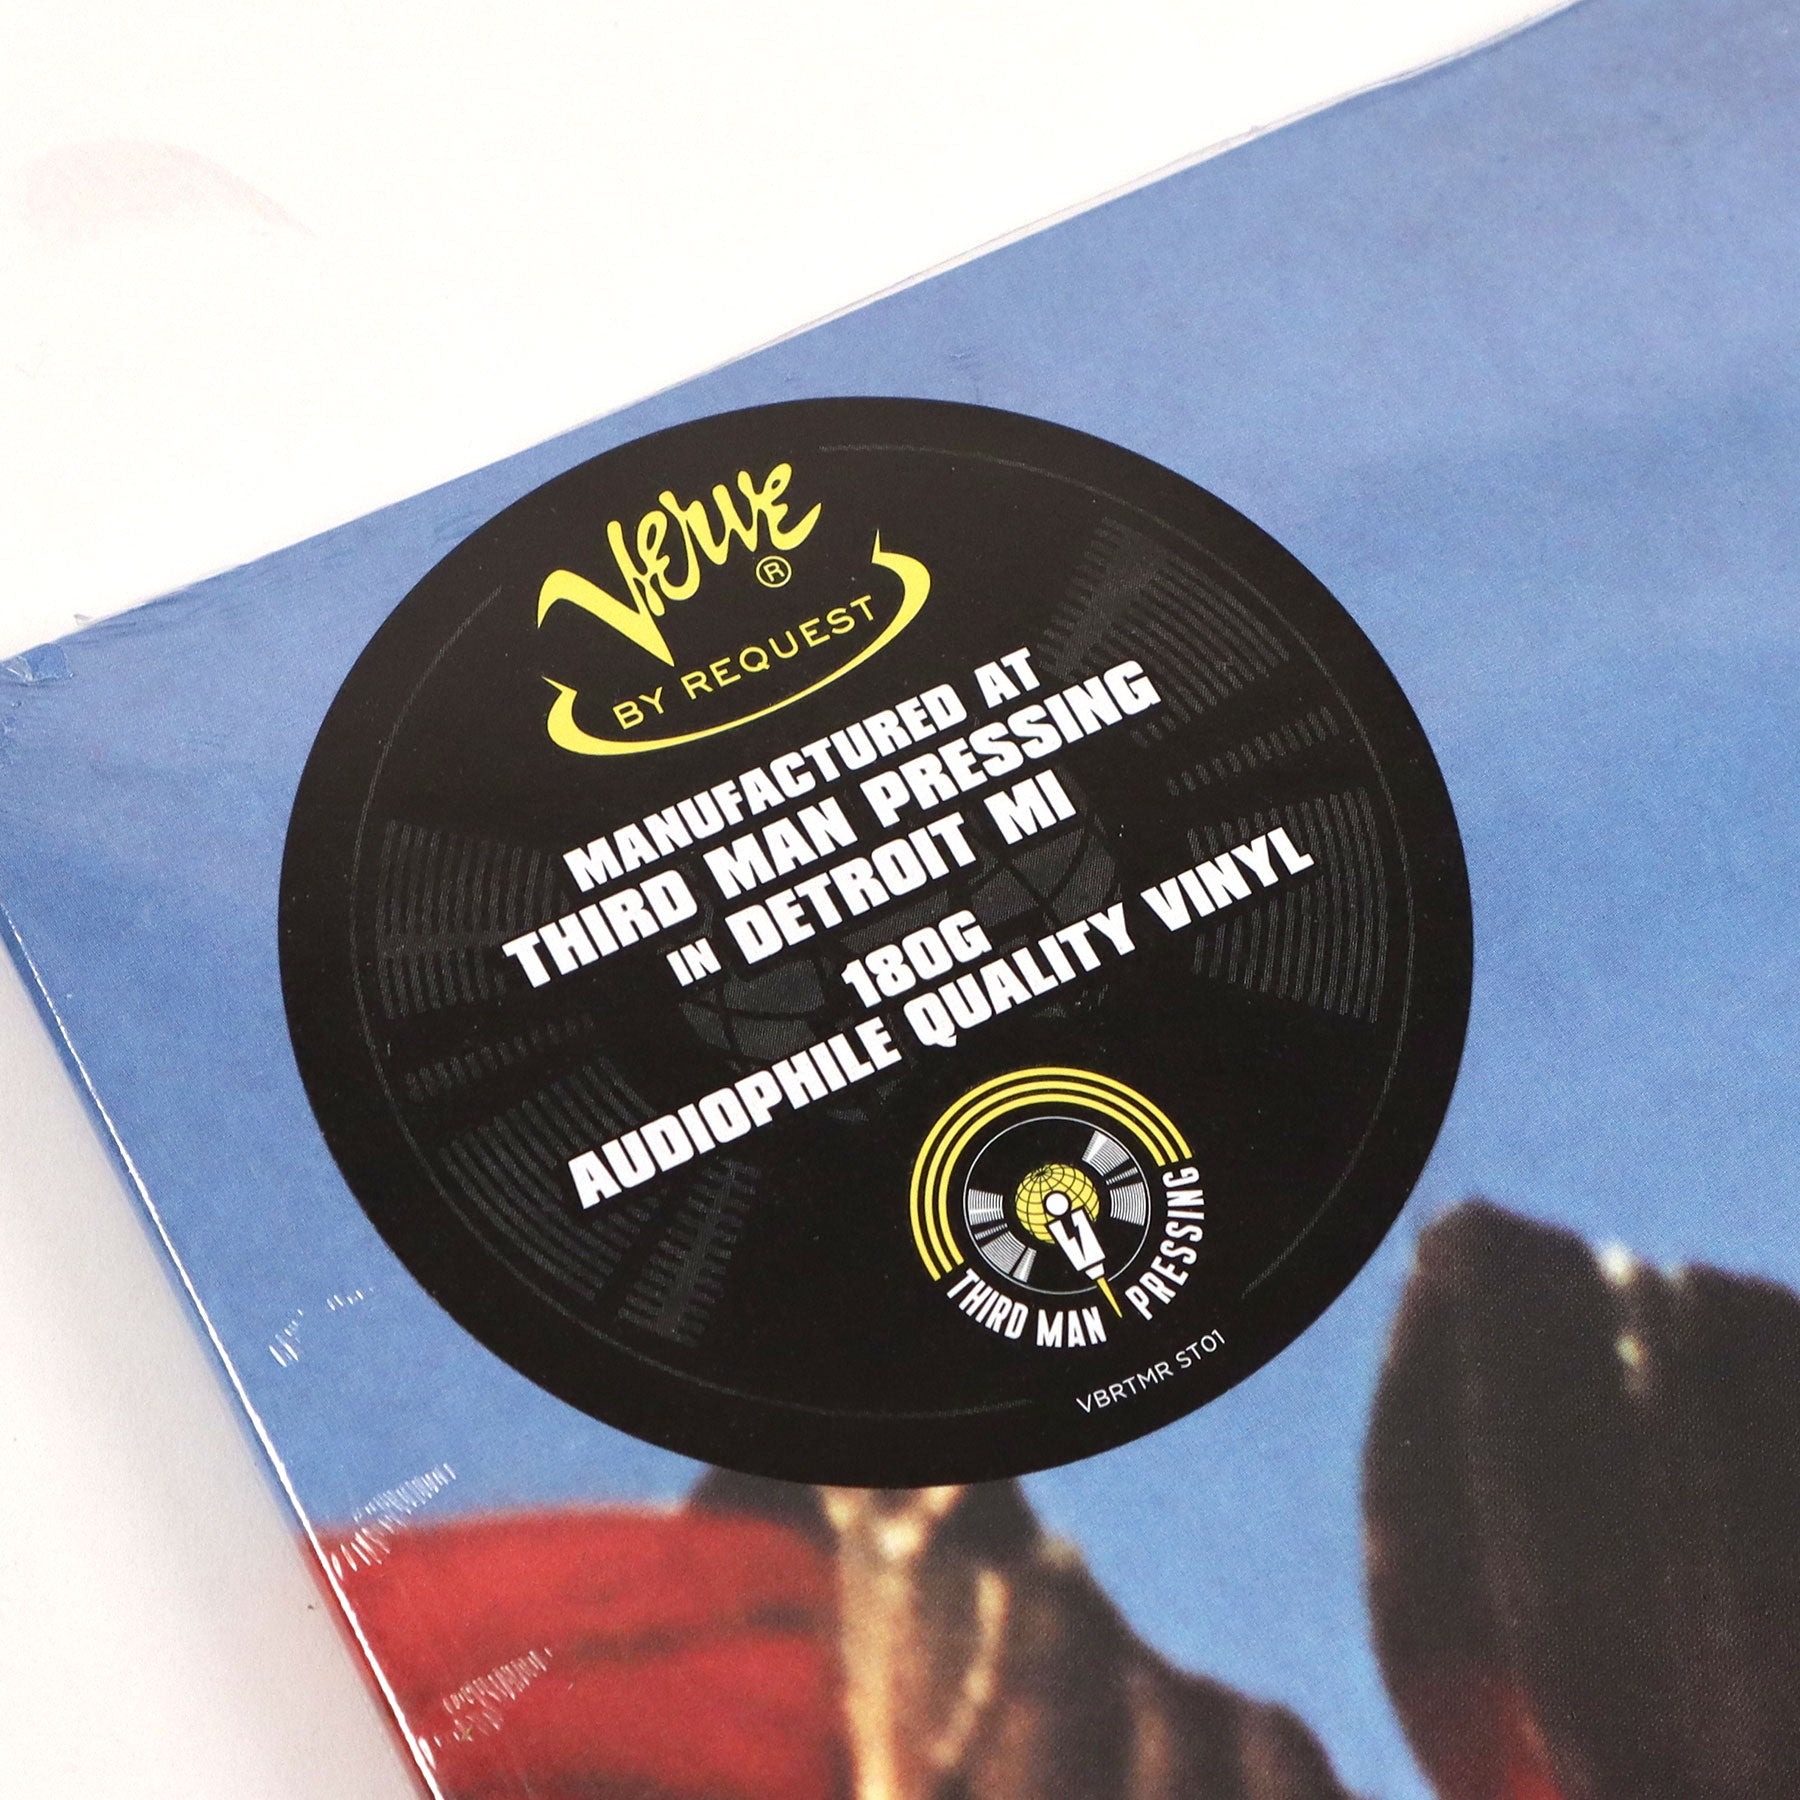 VERVE ®
BY REQUEST
MANUFACTURED AT
THIRD MAN PRESSING
IN DETROIT MI
180G
AUDIOPHILE QUALITY VINYL
THIRD MAN PRESSING
VBRTMR ST01